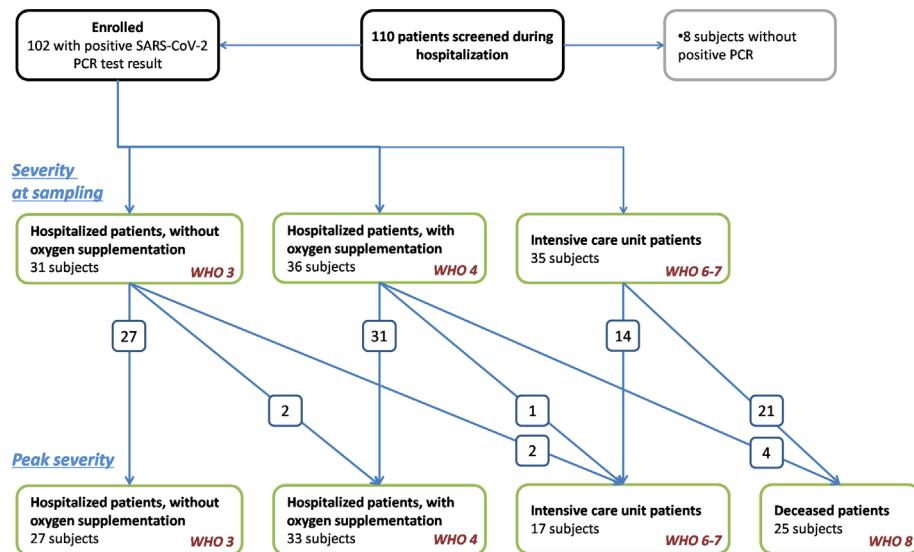 Enrolled
102 with positive SARS-CoV-2
PCR test result
110 patients screened during
hospitalization
•8 subjects without
positive PCR
Severity
at sampling
Hospitalized patients, without
oxygen supplementation
31 subjects
WHO 3
Hospitalized patients, with
oxygen supplementation
36 subjects
WHO 4
Intensive care unit patients
35 subjects
WHO 6-7
27
31
14
2
1
21
2
4
Peak severity
Hospitalized patients, without
oxygen supplementation
27 subjects
WHO 3
Hospitalized patients, with
oxygen supplementation
33 subjects
WHO 4
Intensive care unit patients
17 subjects
WHO 6-7
Deceased patients
25 subjects
WHO 8